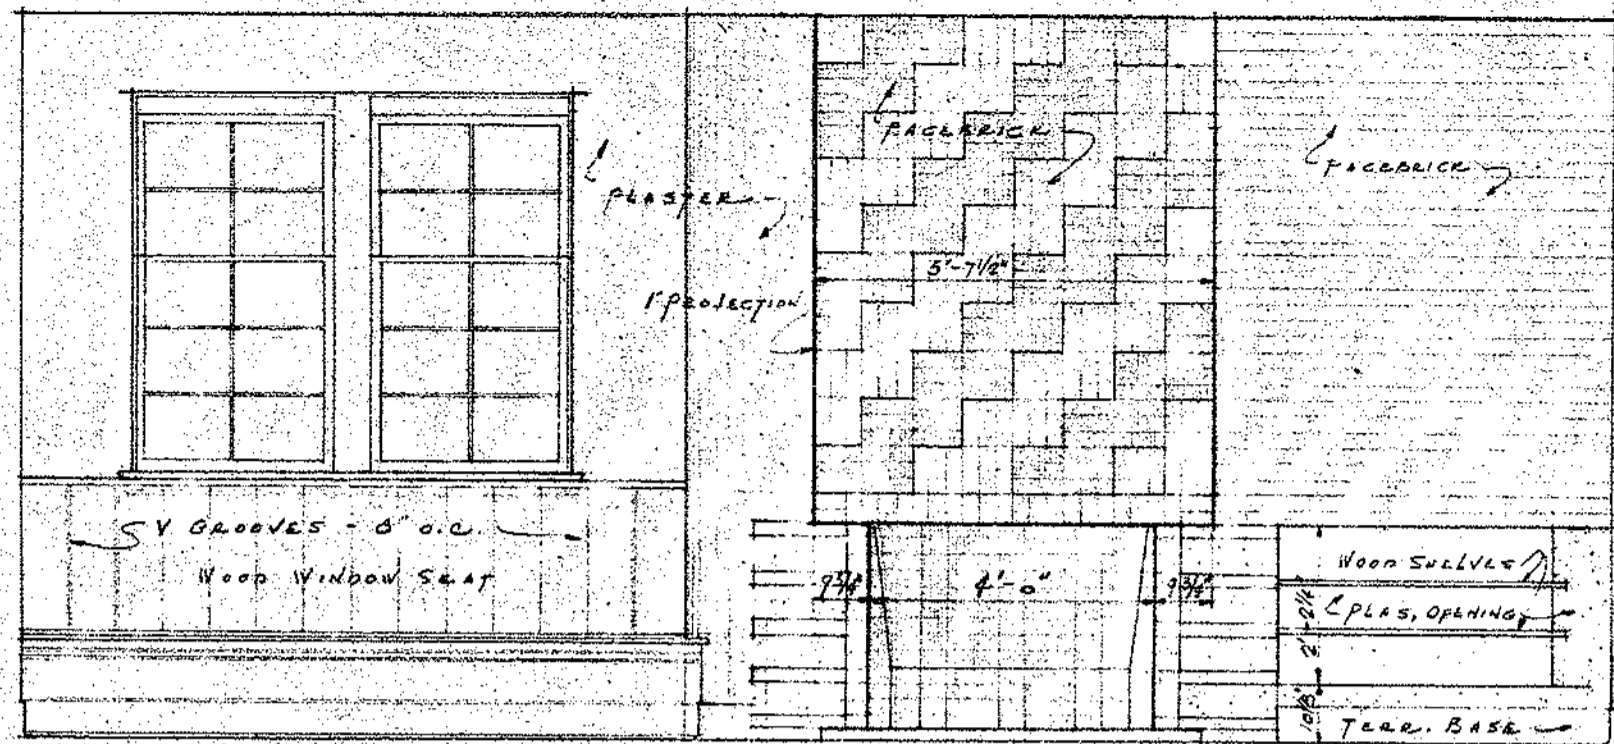 FACEBRICK
FACEBRICK
PLASTER
5'-7½"
1" PROJECTION
V GROOVES - 8" O.C.
WOOD WINDOW SEAT
WOOD SHELVES
9¾"
4'-0"
9¾"
PLAS. OPENING
2'-2½"
TERR. BASE